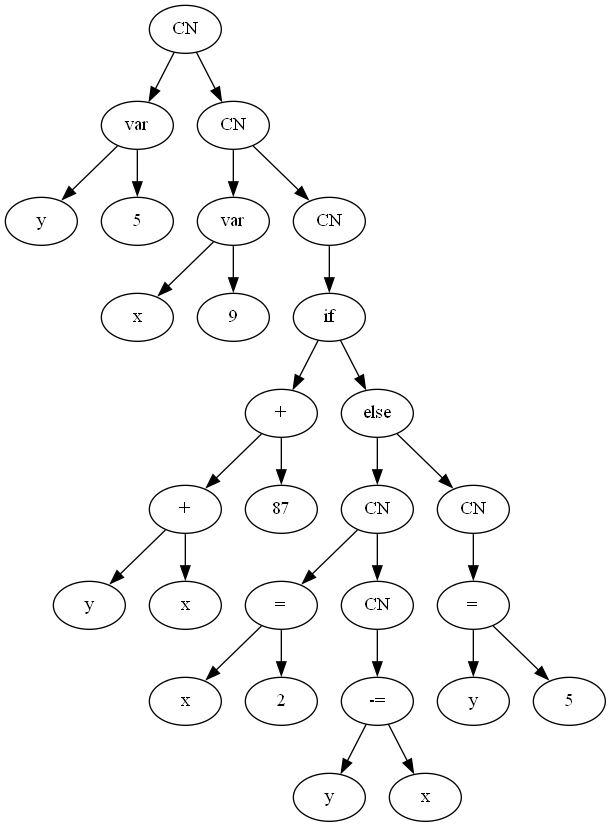 CN
var CN
y 5 var CN
x 9 if
+ else
+ 87 CN CN
y x = CN =
x 2 -= y 5
y x